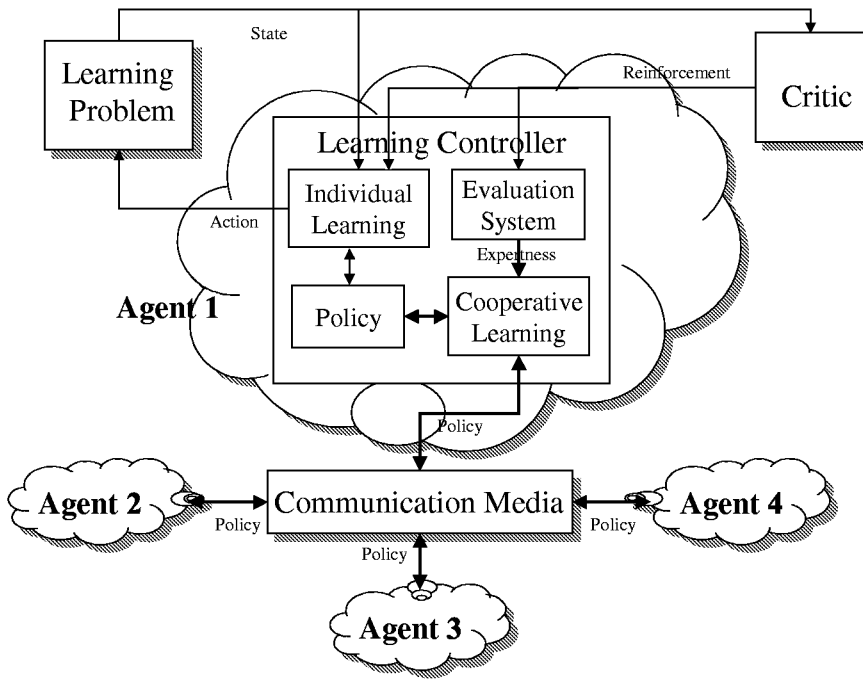 State
Learning
Problem
Reinforcement
Critic
Learning Controller
Individual
Learning
Evaluation
System
Action
Expertness
Agent 1
Policy
Cooperative
Learning
Policy
Agent 2
Communication Media
Agent 4
Policy
Policy
Policy
Agent 3